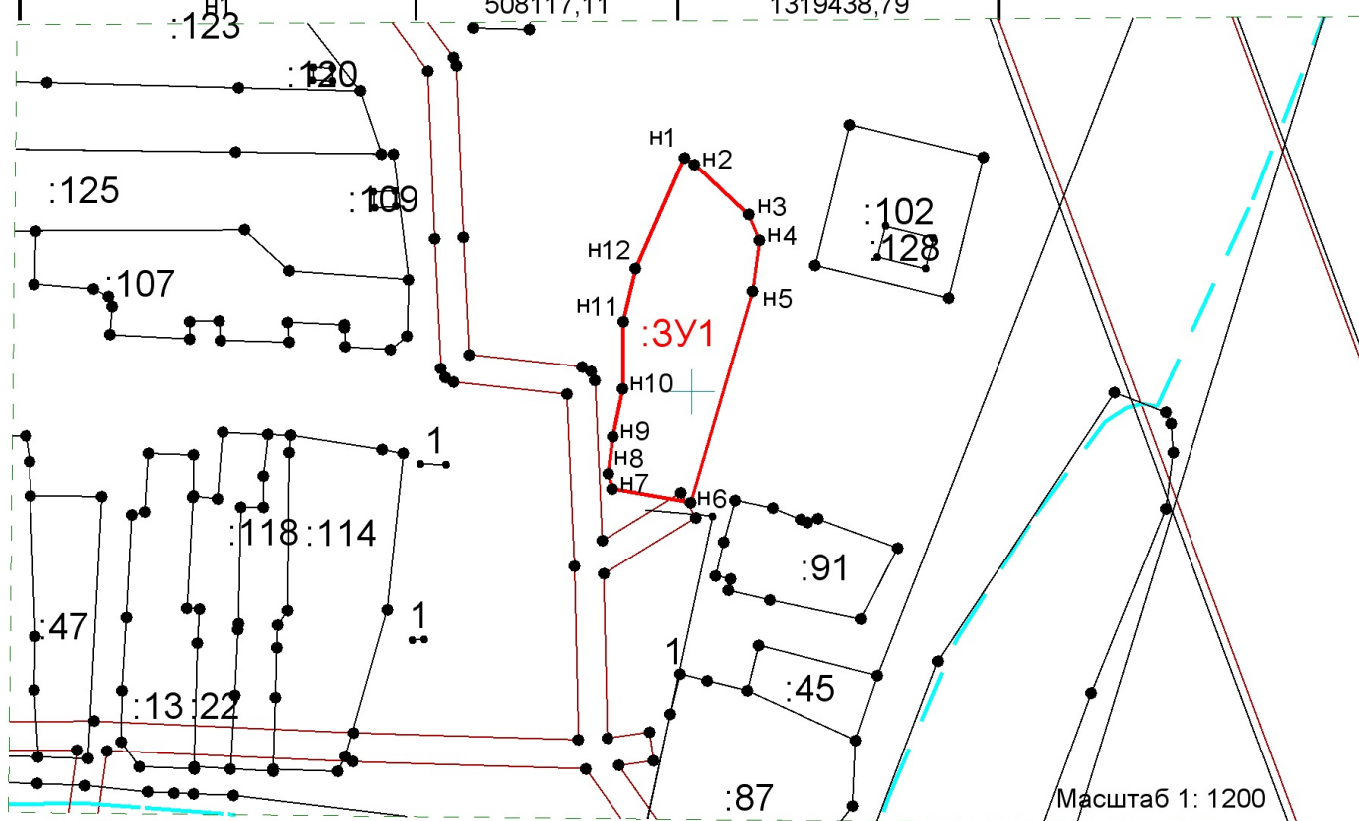 н1 508117,11 1319438,79
:123
:120
:125
:109
:107
:102
:128
н1
н2
н3
н4
н12
н5
н11
:ЗУ1
н10
н9
1
н8
н7
н6
:118 :114
:91
:47
1
1
:45
:13 :22
:87
Масштаб 1: 1200